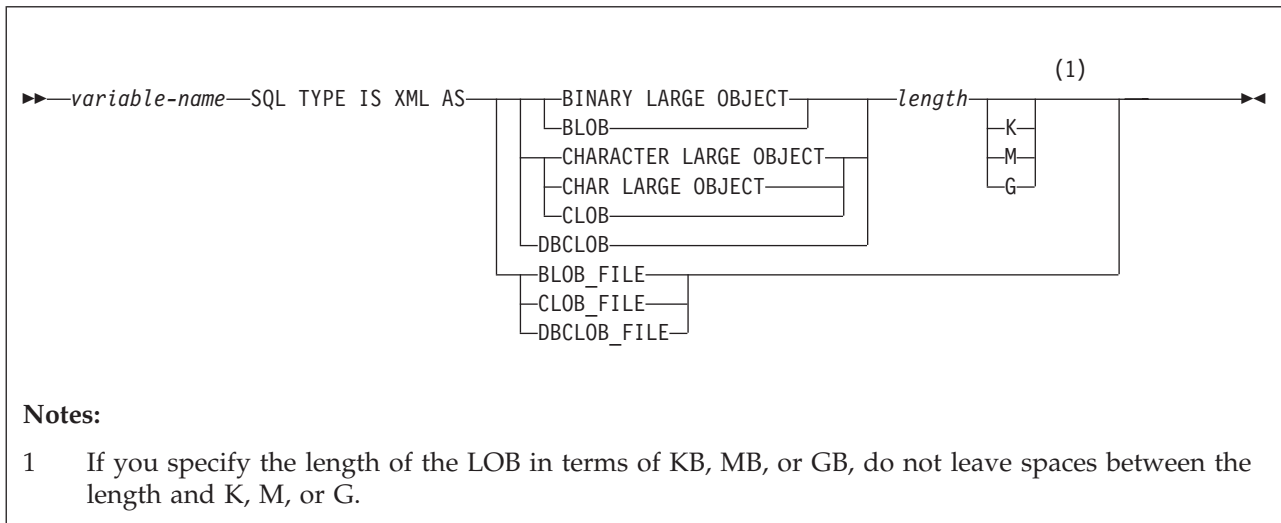 (1)
variable-name SQL TYPE IS XML AS BINARY LARGE OBJECT length
BLOB K
CHARACTER LARGE OBJECT M
CHAR LARGE OBJECT G
CLOB
DBCLOB
BLOB_FILE
CLOB_FILE
DBCLOB_FILE
Notes:
1 If you specify the length of the LOB in terms of KB, MB, or GB, do not leave spaces between the
length and K, M, or G.